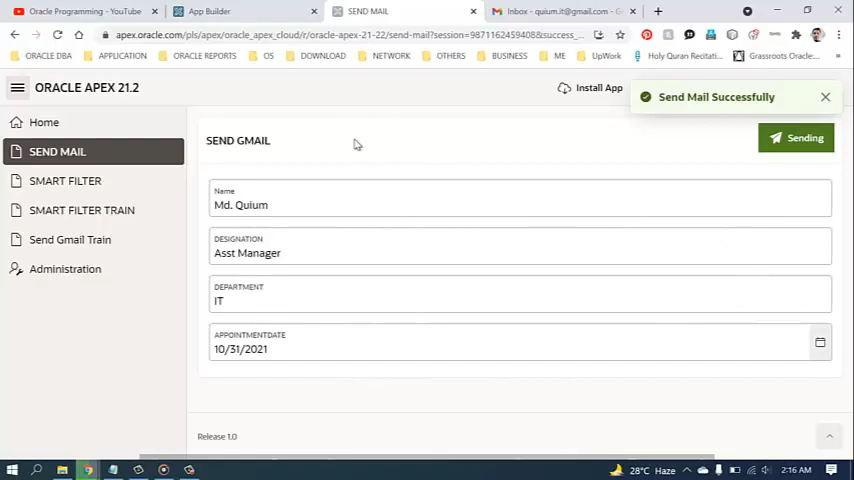 Oracle Programming - YouTube
App Builder
SEND MAIL
Inbox - quium.it@gmail.com - G
apex.oracle.com/pls/apex/oracle_apex_cloud/r/oracle-apex-21-22/send-mail?session=98711624594088&success_...
ORACLE DBA
APPLICATION
ORACLE REPORTS
OS
DOWNLOAD
NETWORK
OTHERS
BUSINESS
ME
UpWork
Holy Quran Recitati...
Grassroots Oracle:...
ORACLE APEX 21.2
Install App
Send Mail Successfully
Home
SEND MAIL
SMART FILTER
SMART FILTER TRAIN
Send Gmail Train
Administration
SEND GMAIL
Sending
Name
Md. Quium
DESIGNATION
Asst Manager
DEPARTMENT
IT
APPOINTMENTDATE
10/31/2021
Release 1.0
28°C Haze
2:16 AM